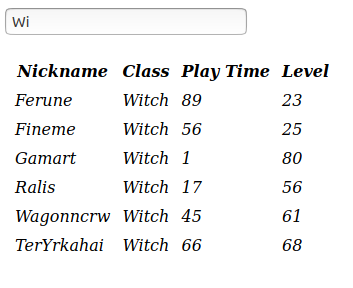 Wi
Nickname Class Play Time Level
Ferune Witch 89 23
Fineme Witch 56 25
Gamart Witch 1 80
Ralis Witch 17 56
Wagonncrw Witch 45 61
TerYrkahai Witch 66 68